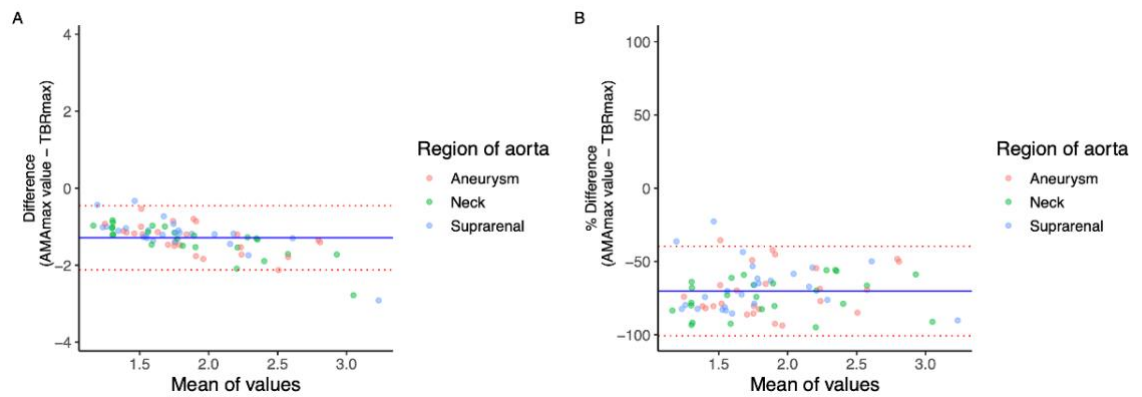 A
Difference
(AMAmax value − TBRmax)
4
2
0
−2
−4
1.5 2.0 2.5 3.0
Mean of values
Region of aorta
Aneurysm
Neck
Suprarenal
B
% Difference
(AMAmax value − TBRmax)
100
50
0
−50
−100
1.5 2.0 2.5 3.0
Mean of values
Region of aorta
Aneurysm
Neck
Suprarenal